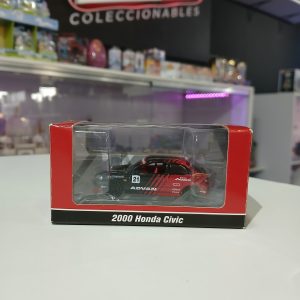 COLECCIONABLES
21
ADVAN
2000 Honda Civic